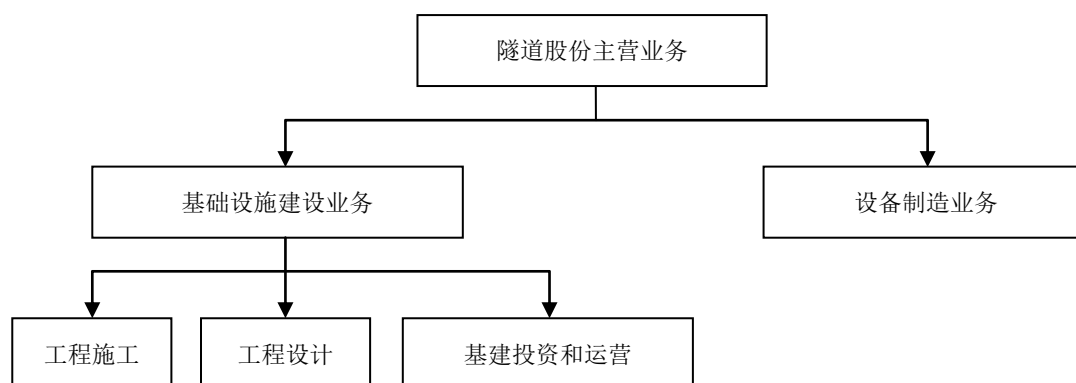 隧道股份主营业务
基础设施建设业务
设备制造业务
工程施工
工程设计
基建投资和运营